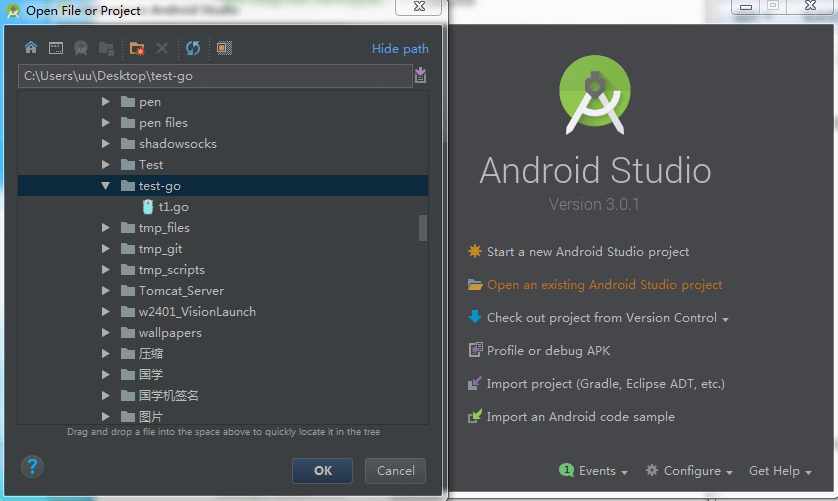 Open File or Project
Android Studio
Hide path
C:\Users\uu\Desktop\test-go
pen
pen files
shadowsocks
Test
test-go
t1.go
tmp_files
tmp_git
tmp_scripts
Tomcat_Server
w2401_VisionLaunch
wallpapers
压缩
国学
国学机签名
图片
Drag and drop a file into the space above to quickly locate it in the tree
?
OK
Cancel
Android Studio
Version 3.0.1
Start a new Android Studio project
Open an existing Android Studio project
Check out project from Version Control
Profile or debug APK
Import project (Gradle, Eclipse ADT, etc.)
Import an Android code sample
1 Events
Configure
Get Help